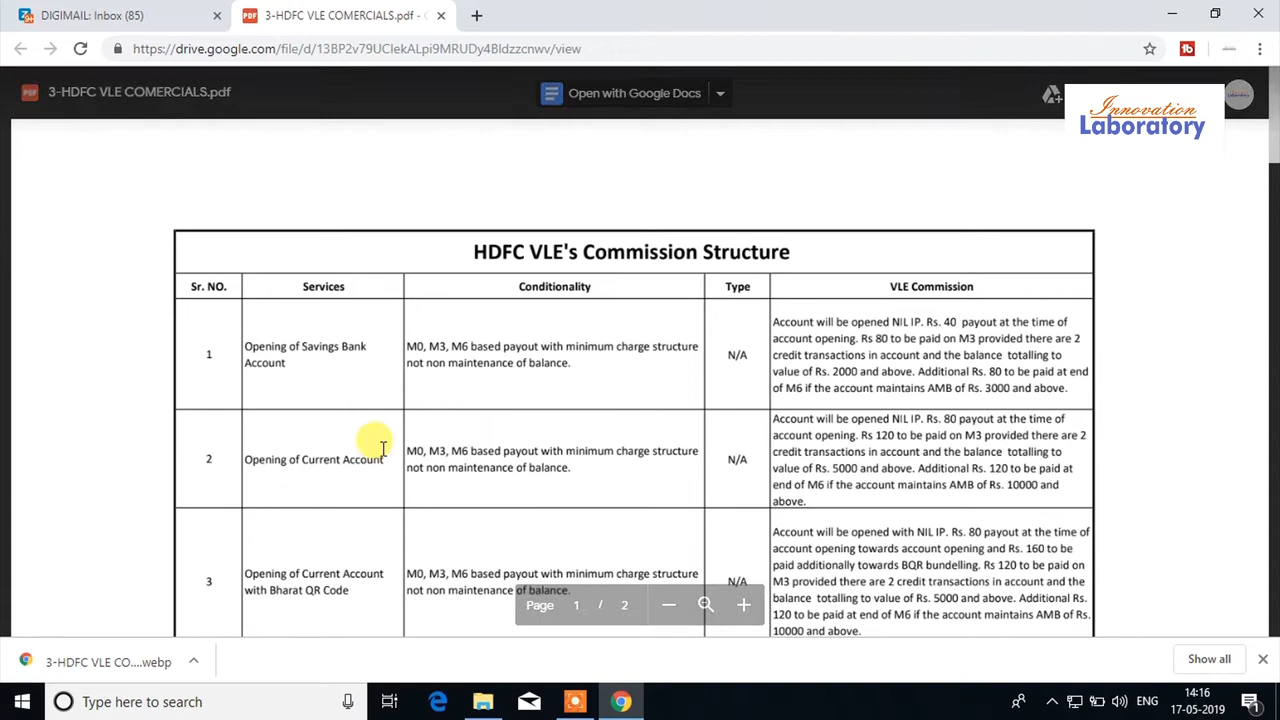 DIGIMAIL: Inbox (85)
3-HDFC VLE COMERCIALS.pdf - G
https://drive.google.com/file/d/13BP2v79UClekALpi9MRUDy4Bldzzcnwv/view
3-HDFC VLE COMERCIALS.pdf
Open with Google Docs
Innovation
Laboratory
HDFC VLE's Commission Structure
Sr. NO.
Services
Conditionality
Type
VLE Commission
1
Opening of Savings Bank
Account
M0, M3, M6 based payout with minimum charge structure
not non maintenance of balance.
N/A
Account will be opened NIL IP. Rs. 40 payout at the time of
account opening. Rs 80 to be paid on M3 provided there are 2
credit transactions in account and the balance totalling to
value of Rs. 2000 and above. Additional Rs. 80 to be paid at end
of M6 if the account maintains AMB of Rs. 3000 and above.
2
Opening of Current Account
M0, M3, M6 based payout with minimum charge structure
not non maintenance of balance.
N/A
Account will be opened NIL IP. Rs. 80 payout at the time of
account opening. Rs 120 to be paid on M3 provided there are 2
credit transactions in account and the balance totalling to
value of Rs. 5000 and above. Additional Rs. 120 to be paid at
end of M6 if the account maintains AMB of Rs. 10000 and
above.
3
Opening of Current Account
with Bharat QR Code
M0, M3, M6 based payout with minimum charge structure
not non maintenance of balance.
N/A
Account will be opened with NIL IP. Rs. 80 payout at the time of
account opening towards account opening and Rs. 160 to be
paid additionally towards BQR bundelling. Rs. 120 to be paid on
M3 provided there are 2 credit transactions in account and the
balance totalling to value of Rs. 5000 and above. Additional Rs.
120 to be paid at end of M6 if the account maintains AMB of Rs.
10000 and above.
Page 1 / 2
3-HDFC VLE CO....webp
Show all
Type here to search
ENG
14:16
17-05-2019